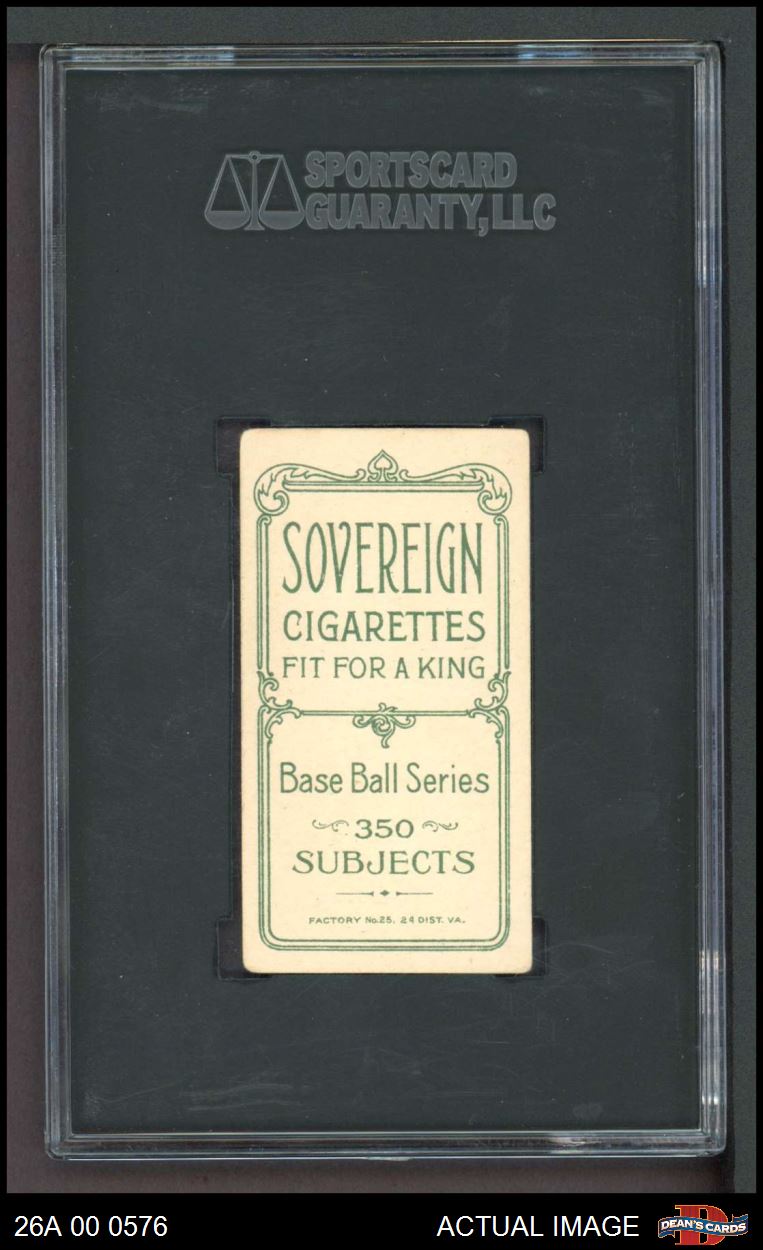 SPORTSCARD
GUARANTY, LLC
SOVEREIGN
CIGARETTES
FIT FOR A KING
Base Ball Series
350
SUBJECTS
FACTORY No. 25, 2d DIST. VA.
26A 00 0576
ACTUAL IMAGE
DEAN'S CARDS